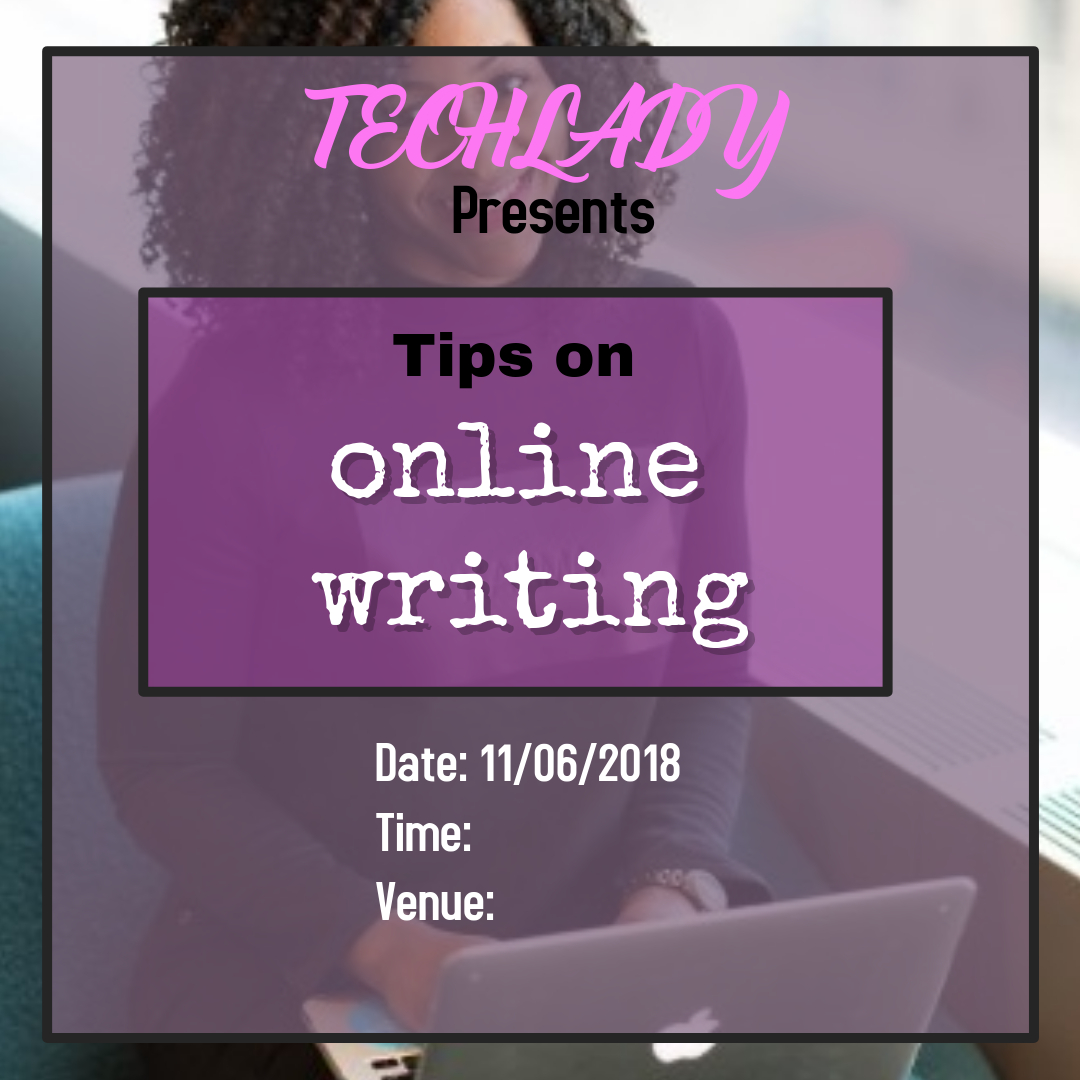 TECHLADY
Presents
Tips on
online
writing
Date: 11/06/2018
Time:
Venue: